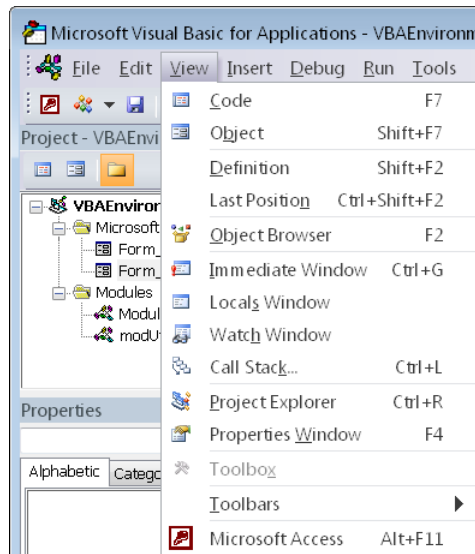 Microsoft Visual Basic for Applications - VBAEnvironm
File Edit View Insert Debug Run Tools
Project - VBAEnvi
VBAEnviror
Microsoft
Form_
Form_
Modules
Modul
modU
Properties
Alphabetic Catego
Code F7
Object Shift+F7
Definition Shift+F2
Last Position Ctrl+Shift+F2
Object Browser F2
Immediate Window Ctrl+G
Locals Window
Watch Window
Call Stack... Ctrl+L
Project Explorer Ctrl+R
Properties Window F4
Toolbox
Toolbars
Microsoft Access Alt+F11